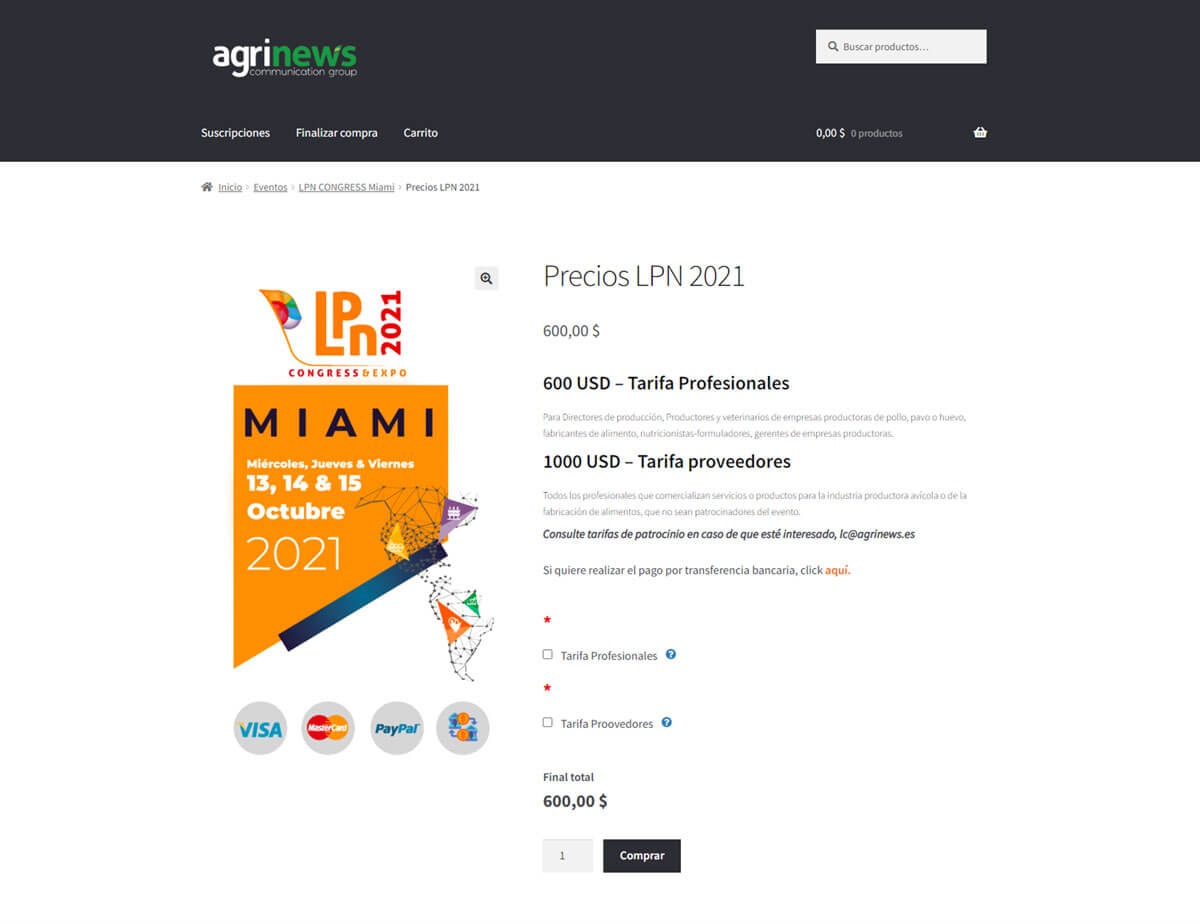 agrinews
communication group
Buscar productos…
Suscripciones Finalizar compra Carrito
0,00 $ 0 productos
Inicio › Eventos › LPN CONGRESS Miami › Precios LPN 2021
LPn 2021
CONGRESS&EXPO
MIAMI
Miércoles, Jueves & Viernes
13, 14 & 15
Octubre
2021
VISA MasterCard PayPal
Precios LPN 2021
600,00 $
600 USD – Tarifa Profesionales
Para Directores de producción, Productores y veterinarios de empresas productoras de pollo, pavo o huevo,
fabricantes de alimento, nutricionistas-formuladores, gerentes de empresas productoras.
1000 USD – Tarifa proveedores
Todos los profesionales que comercializan servicios o productos para la industria productora avícola o de la
fabricación de alimentos, que no sean patrocinadores del evento.
Consulte tarifas de patrocinio en caso de que esté interesado, lc@agrinews.es
Si quiere realizar el pago por transferencia bancaria, click aquí.
*
Tarifa Profesionales ?
*
Tarifa Proovedores ?
Final total
600,00 $
1 Comprar